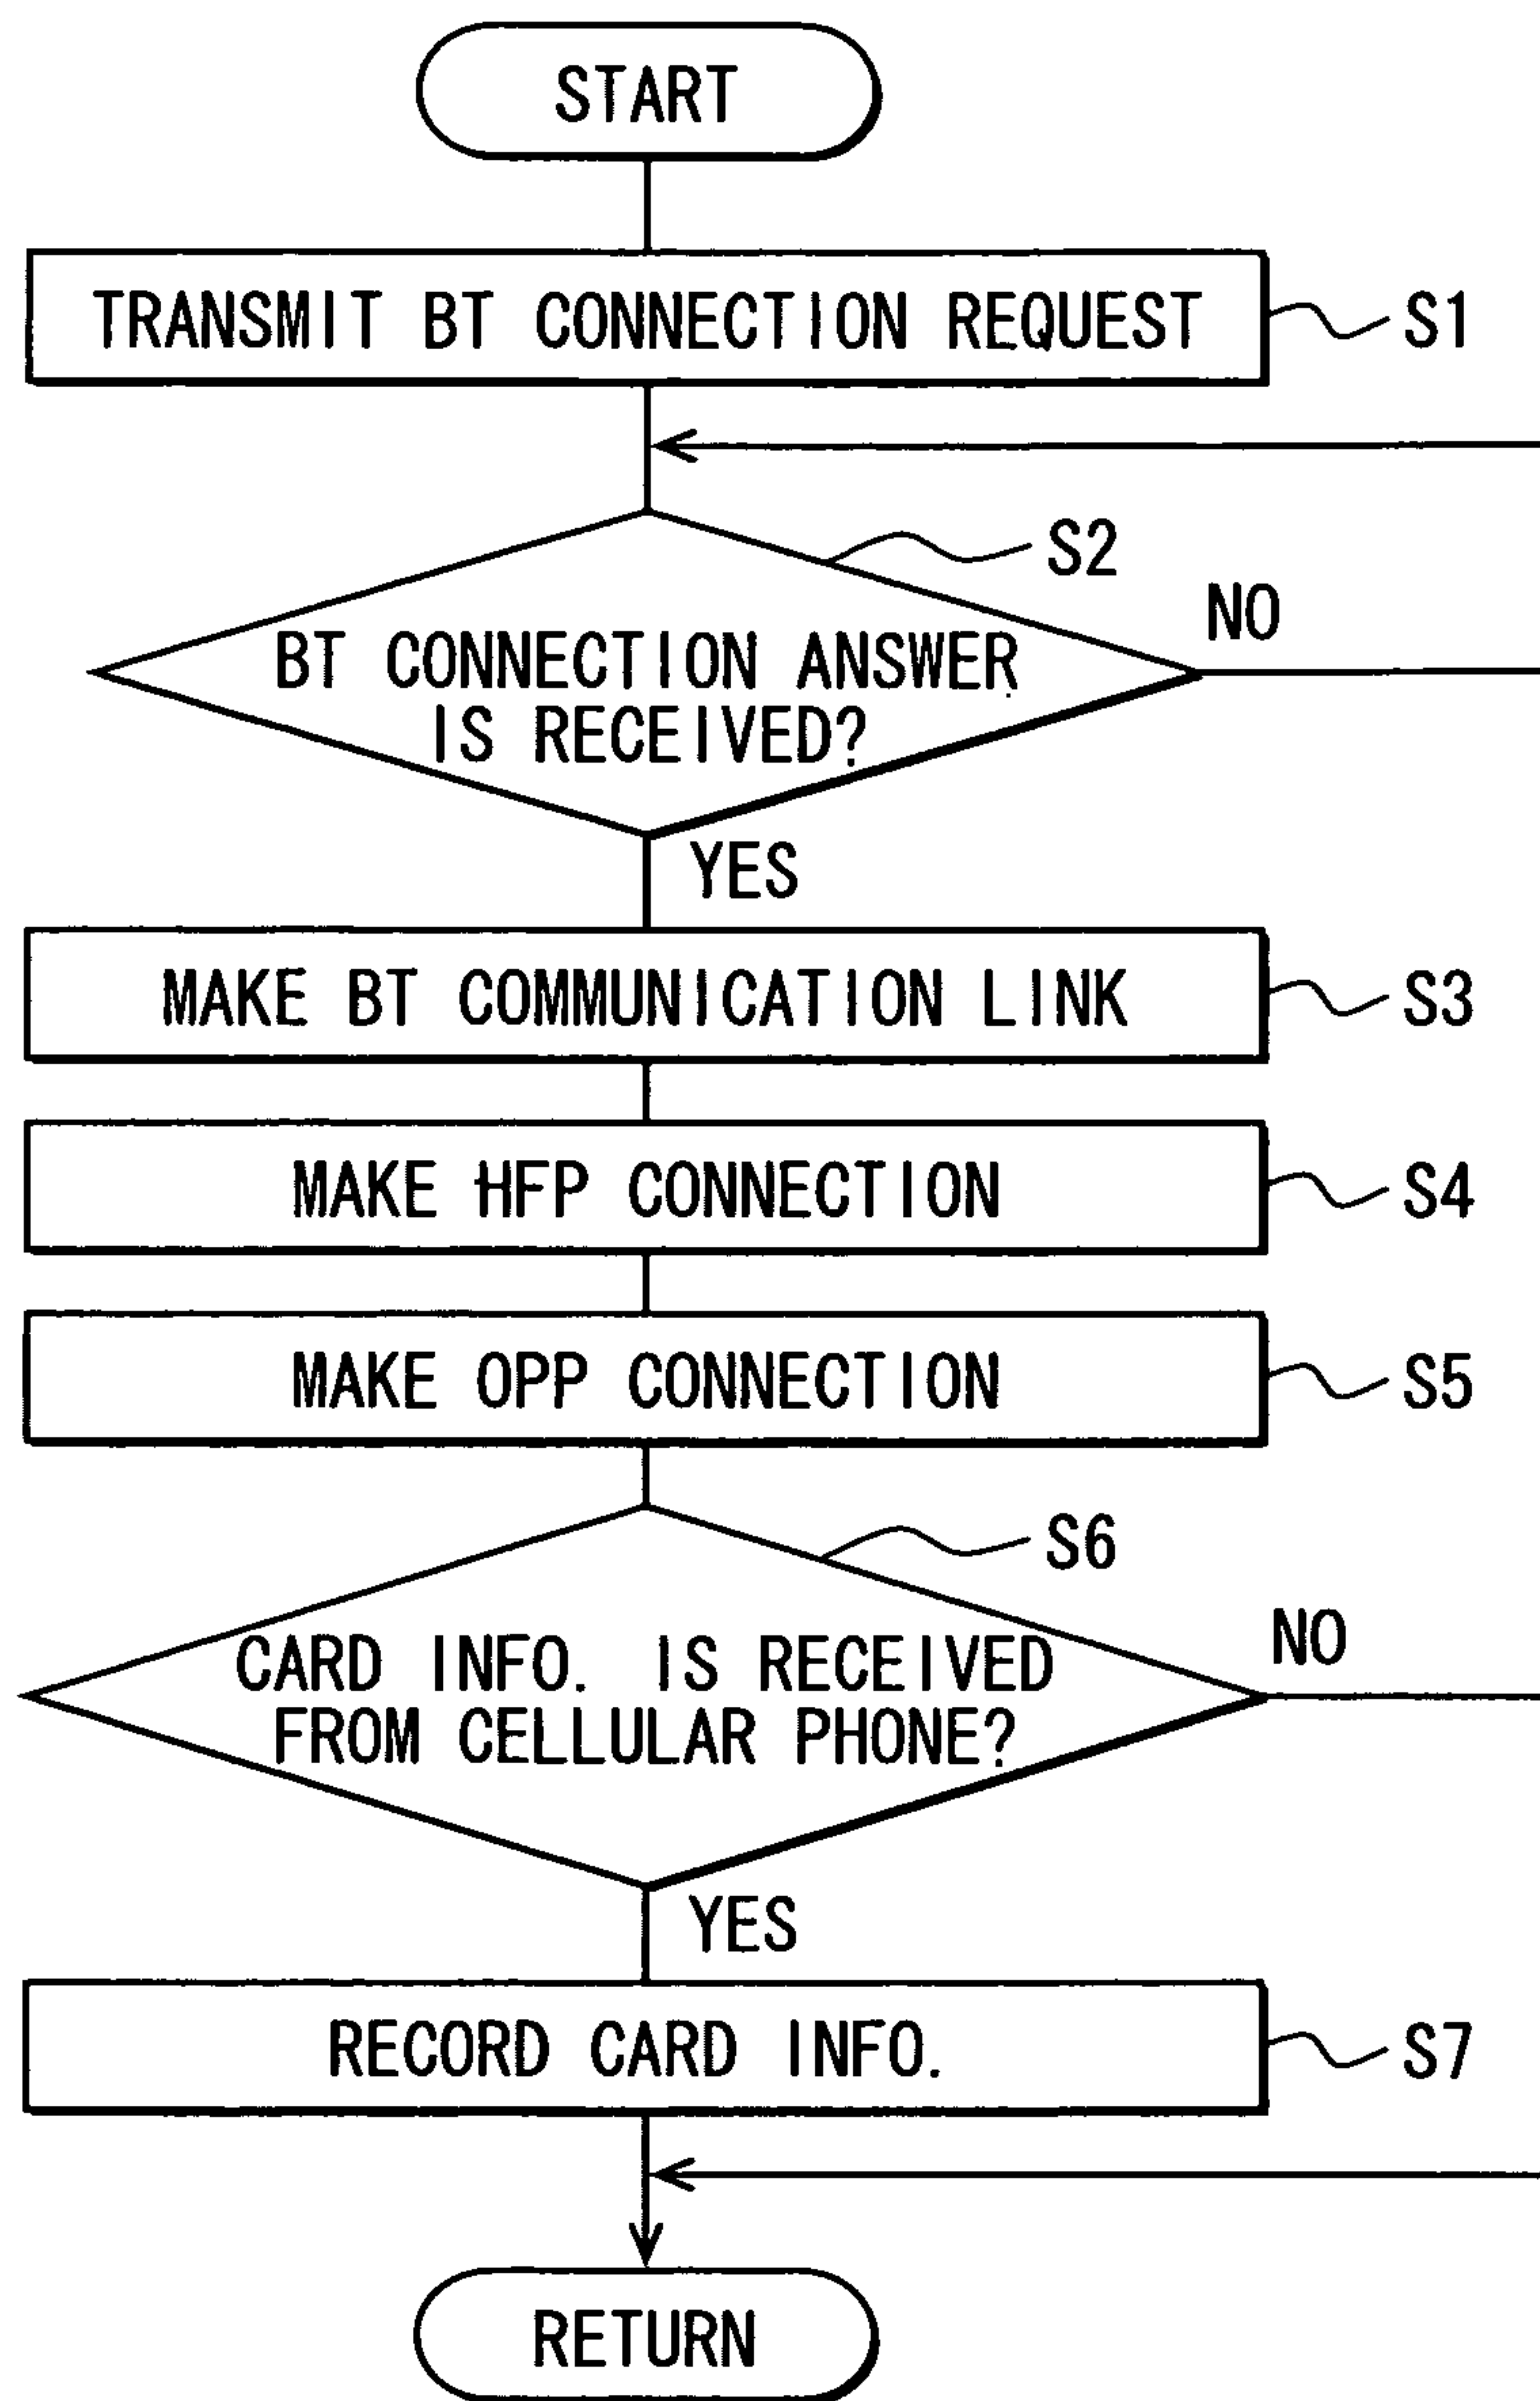 START
TRANSMIT BT CONNECTION REQUEST
S1
S2
NO
BT CONNECTION ANSWER
IS RECEIVED?
YES
MAKE BT COMMUNICATION LINK
S3
MAKE HFP CONNECTION
S4
MAKE OPP CONNECTION
S5
S6
NO
CARD INFO. IS RECEIVED
FROM CELLULAR PHONE?
YES
RECORD CARD INFO.
S7
RETURN